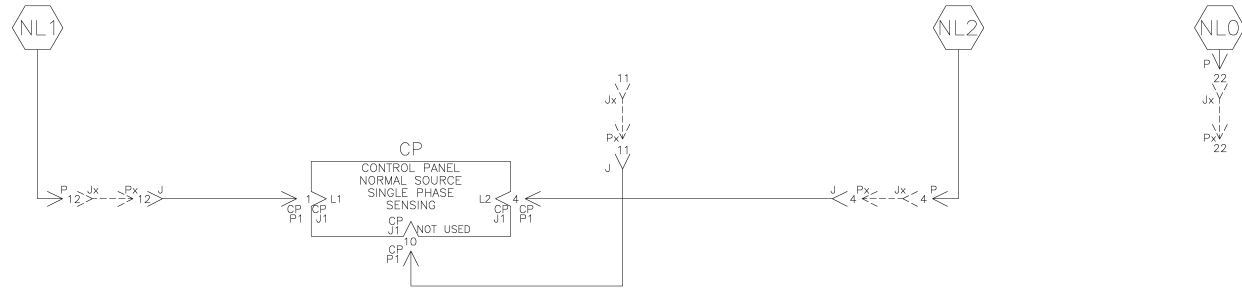 NL1
NL2
NL0
P
22
11
Jx
Jx
Px
Px
22
11
J
CP
CONTROL PANEL
NORMAL SOURCE
SINGLE PHASE
SENSING
P
12
Jx
Px
12
J
1
L1
L2
4
J
4
Px
Jx
4
P
CP
P1
CP
J1
CP
J1
CP
P1
CP
J1
NOT USED
10
CP
P1